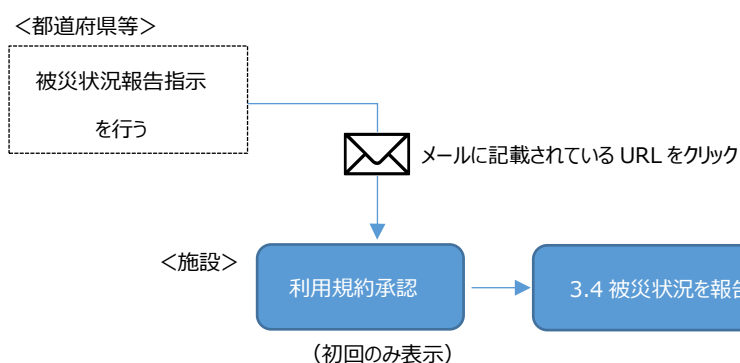 ＜都道府県等＞
被災状況報告指示
を行う
メールに記載されている URL をクリック
＜施設＞
利用規約承認
3.4 被災状況を報告
（初回のみ表示）